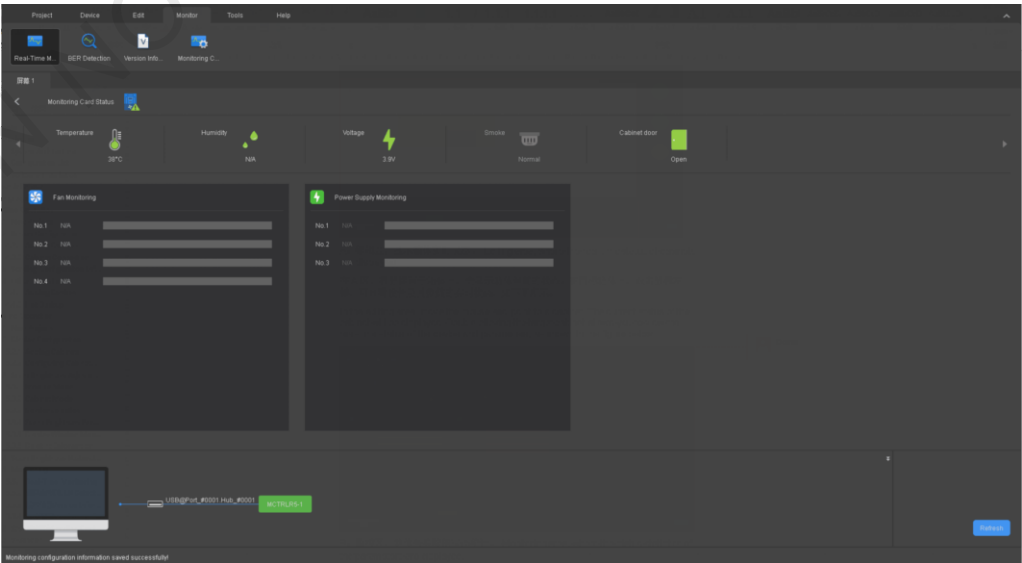 Project Device Edit Monitor Tools Help
Real-Time M... BER Detection Version Info... Monitoring C...
屏幕 1
Monitoring Card Status
Temperature Humidity Voltage Smoke Cabinet door
38°C N/A 3.9V Normal Open
Fan Monitoring
No.1 N/A
No.2 N/A
No.3 N/A
No.4 N/A
Power Supply Monitoring
No.1 N/A
No.2 N/A
No.3 N/A
USB@Port_#0001.Hub_#0001
Refresh
Monitoring configuration information saved successfully!